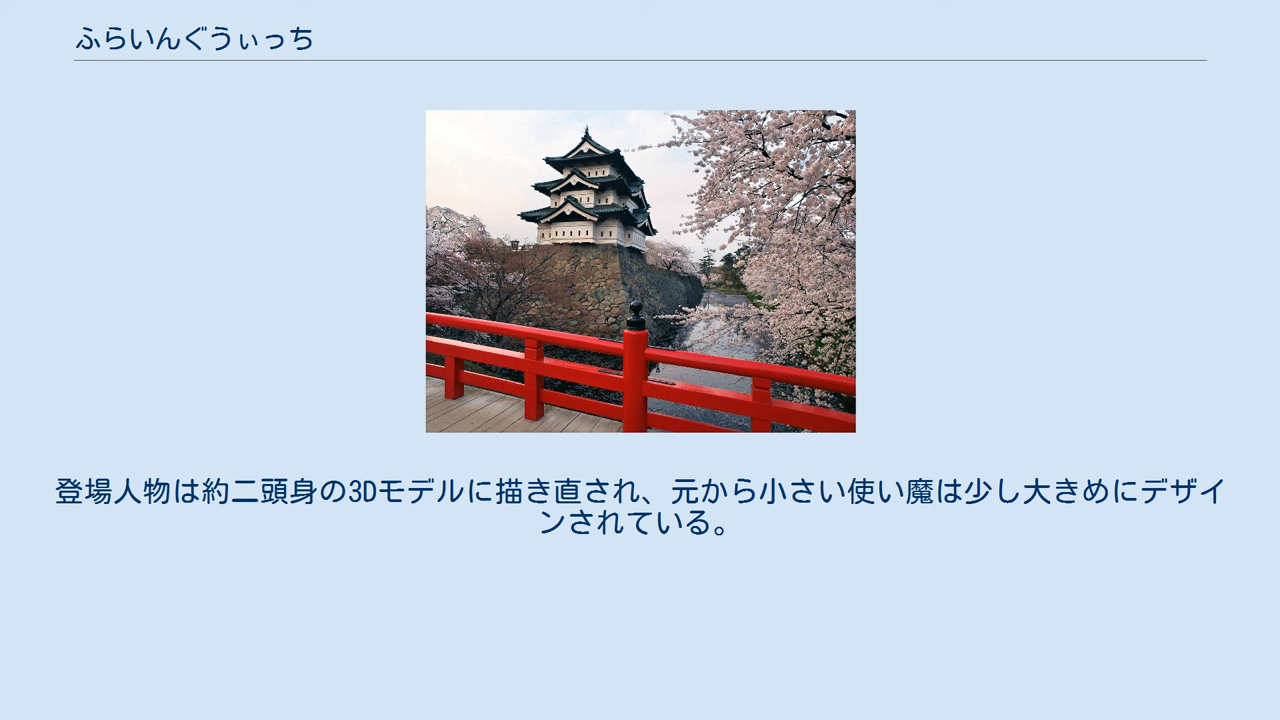 ふらいんぐうぃっち
登場人物は約二頭身の3Dモデルに描き直され、元から小さい使い魔は少し大きめにデザイ
ンされている。